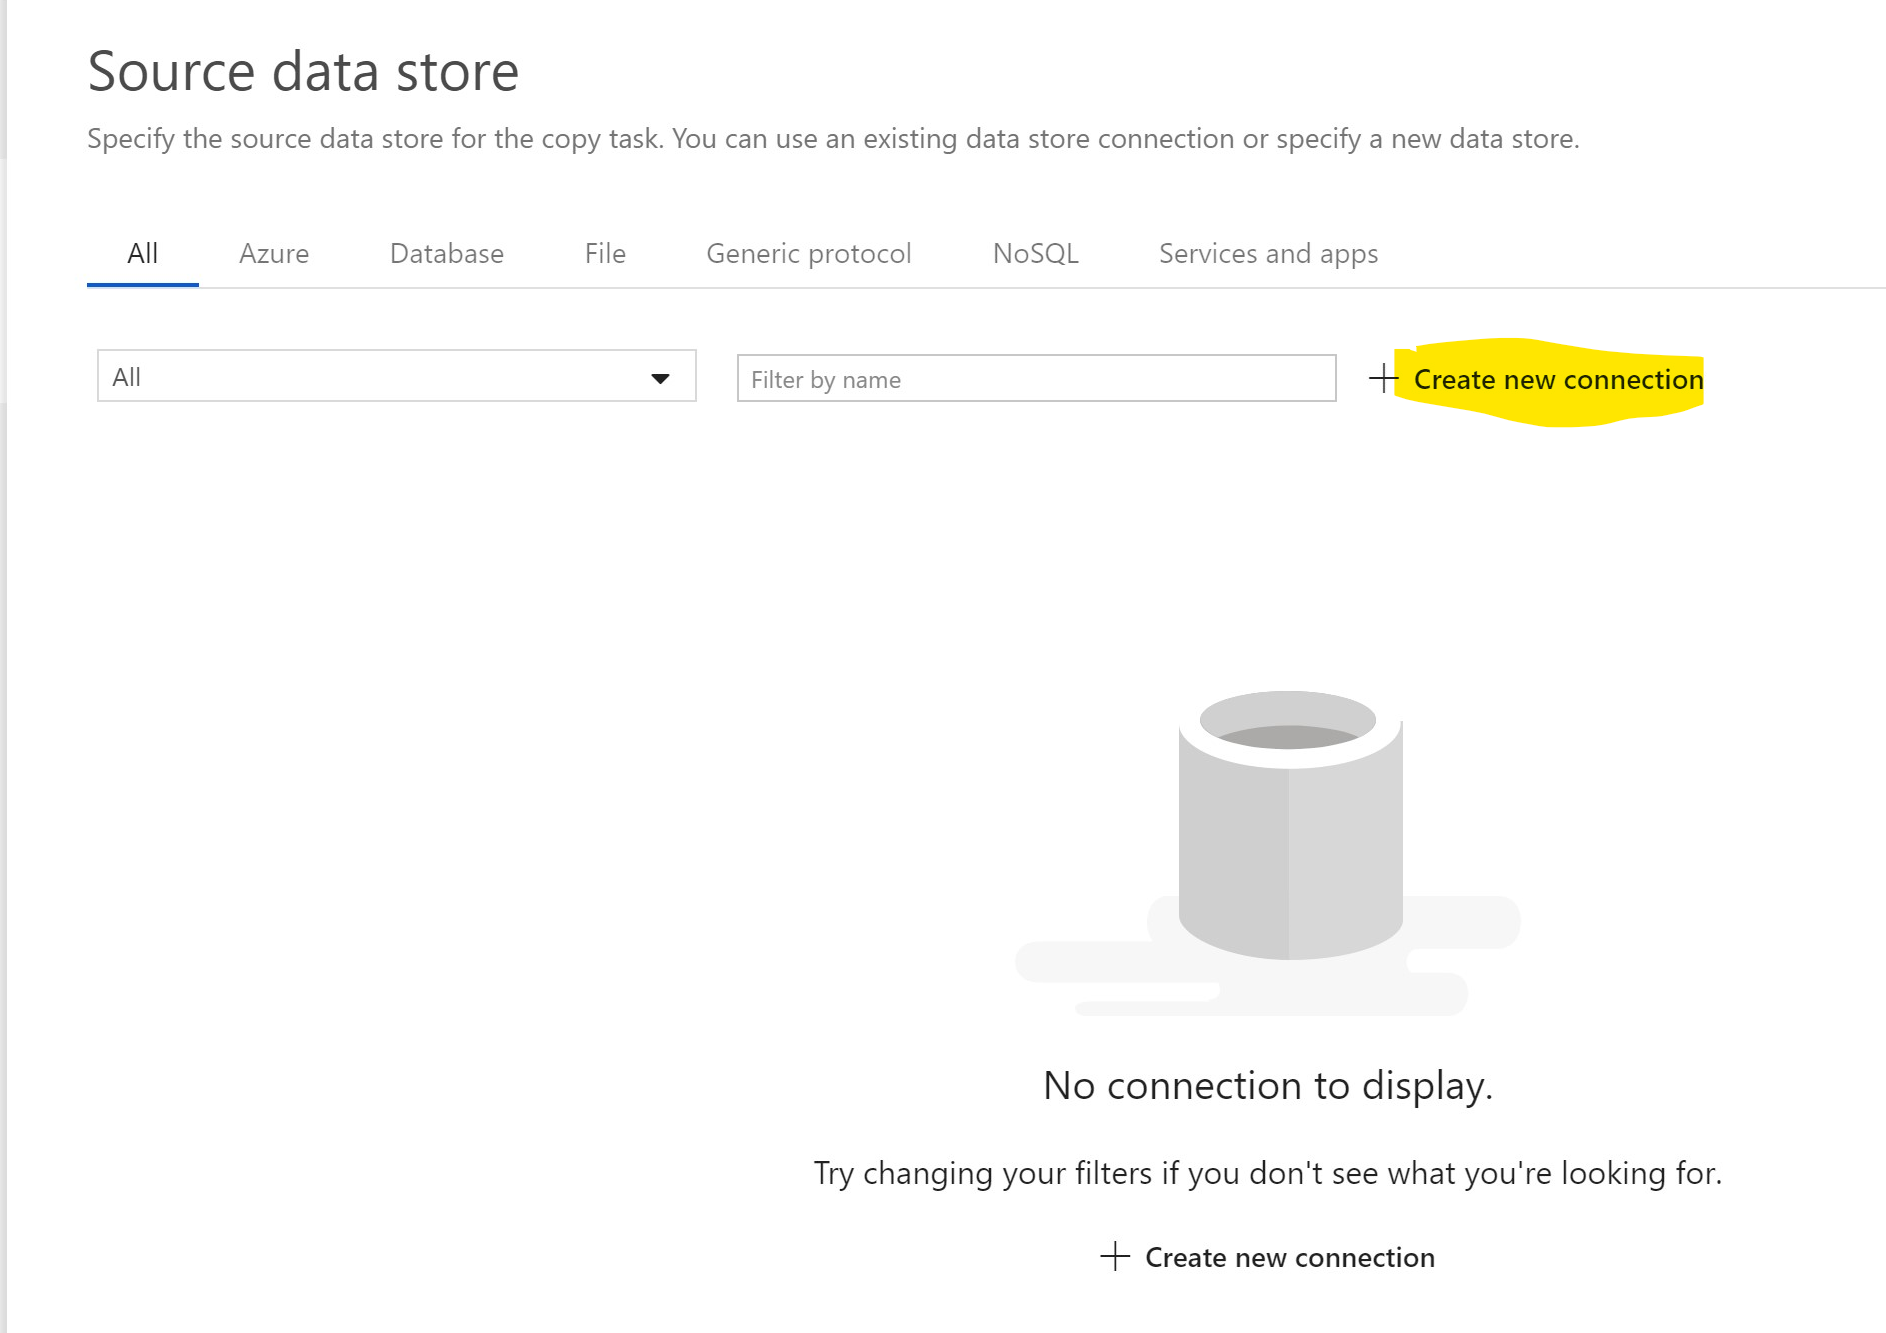 Source data store
Specify the source data store for the copy task. You can use an existing data store connection or specify a new data store.
All Azure Database File Generic protocol NoSQL Services and apps
All Filter by name + Create new connection
No connection to display.
Try changing your filters if you don't see what you're looking for.
+ Create new connection